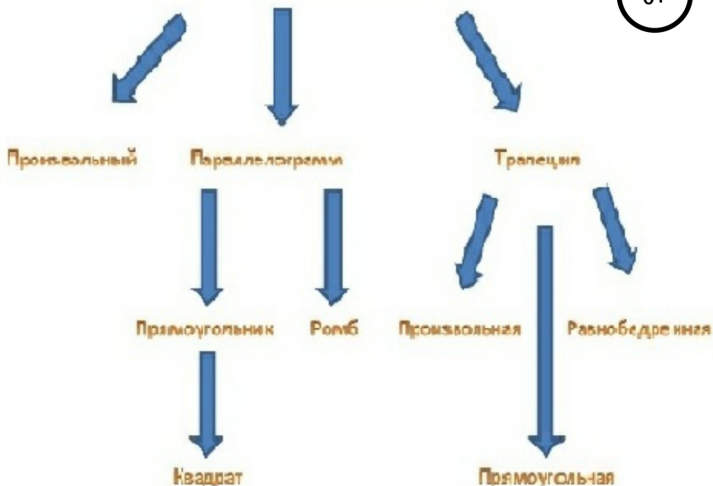 Произвольный Параллелограмм Трапеция
Прямоугольник Ромб Произвольная Равнобедренная
Квадрат Прямоугольная